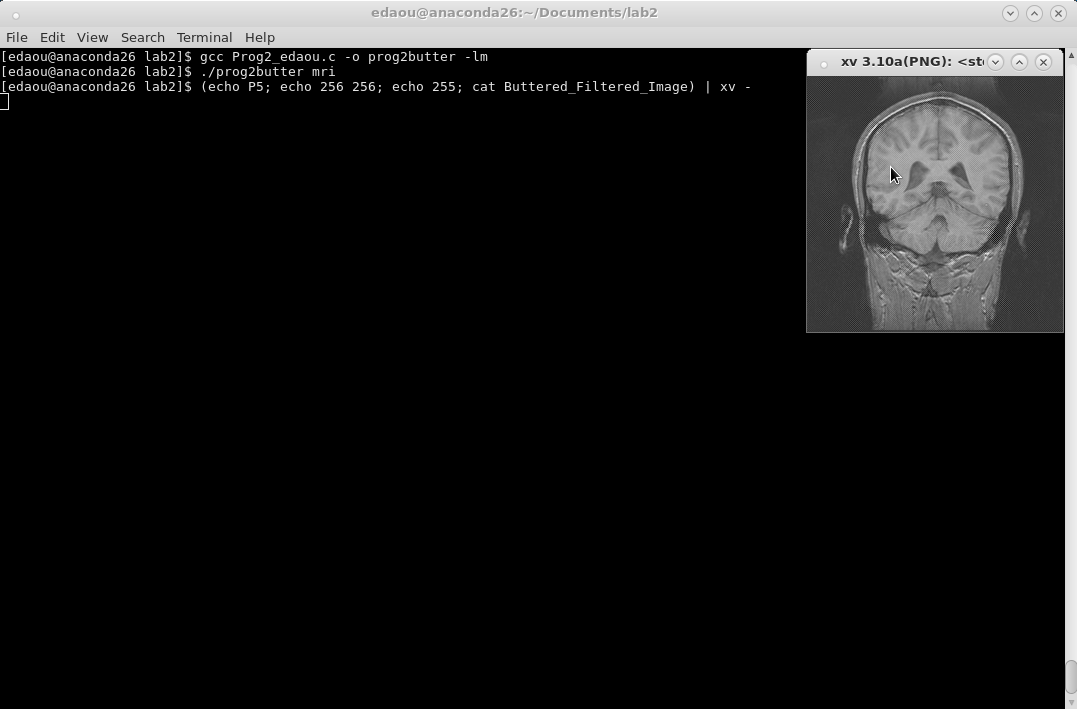 edaou@anaconda26:~/Documents/lab2
File Edit View Search Terminal Help
[edaou@anaconda26 lab2]$ gcc Prog2_edaou.c -o prog2butter -lm
[edaou@anaconda26 lab2]$ ./prog2butter mri
[edaou@anaconda26 lab2]$ (echo P5; echo 256 256; echo 255; cat Buttered_Filtered_Image) | xv -
xv 3.10a(PNG): <st